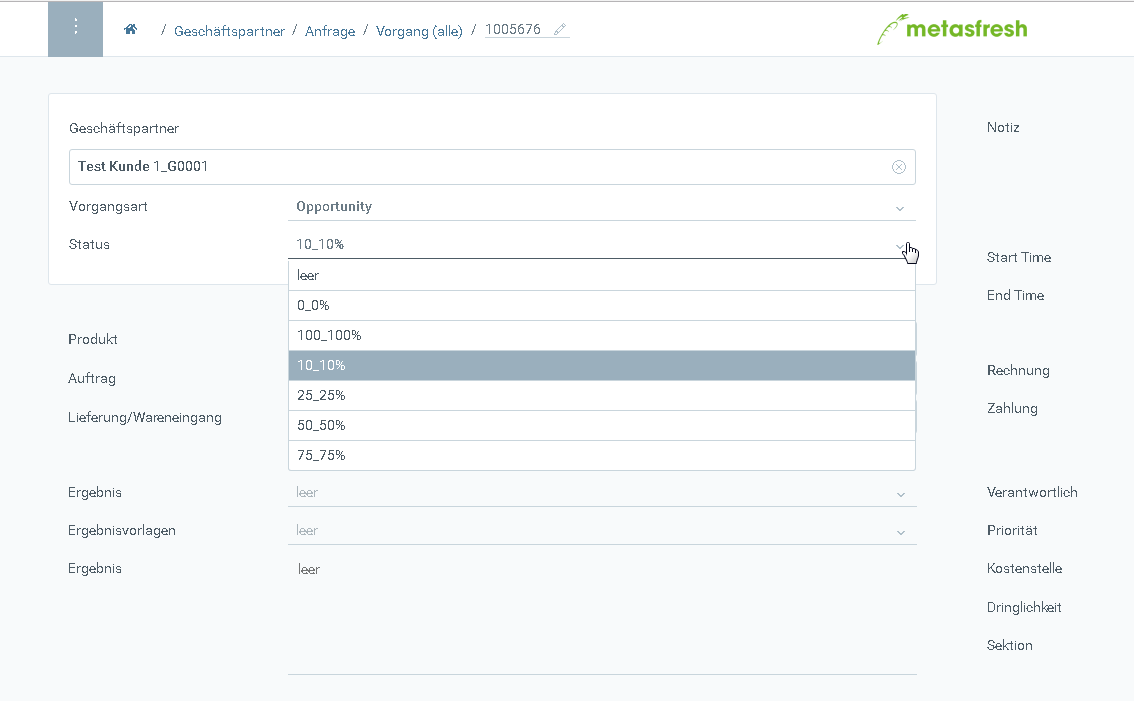 / Geschäftspartner / Anfrage / Vorgang (alle) / 1005676
metasfresh
Geschäftspartner
Test Kunde 1_G0001
Vorgangsart
Opportunity
Status
10_10%
leer
0_0%
100_100%
10_10%
25_25%
50_50%
75_75%
Produkt
Auftrag
Lieferung/Wareneingang
Ergebnis
leer
Ergebnisvorlagen
leer
Ergebnis
leer
Notiz
Start Time
End Time
Rechnung
Zahlung
Verantwortlich
Priorität
Kostenstelle
Dringlichkeit
Sektion